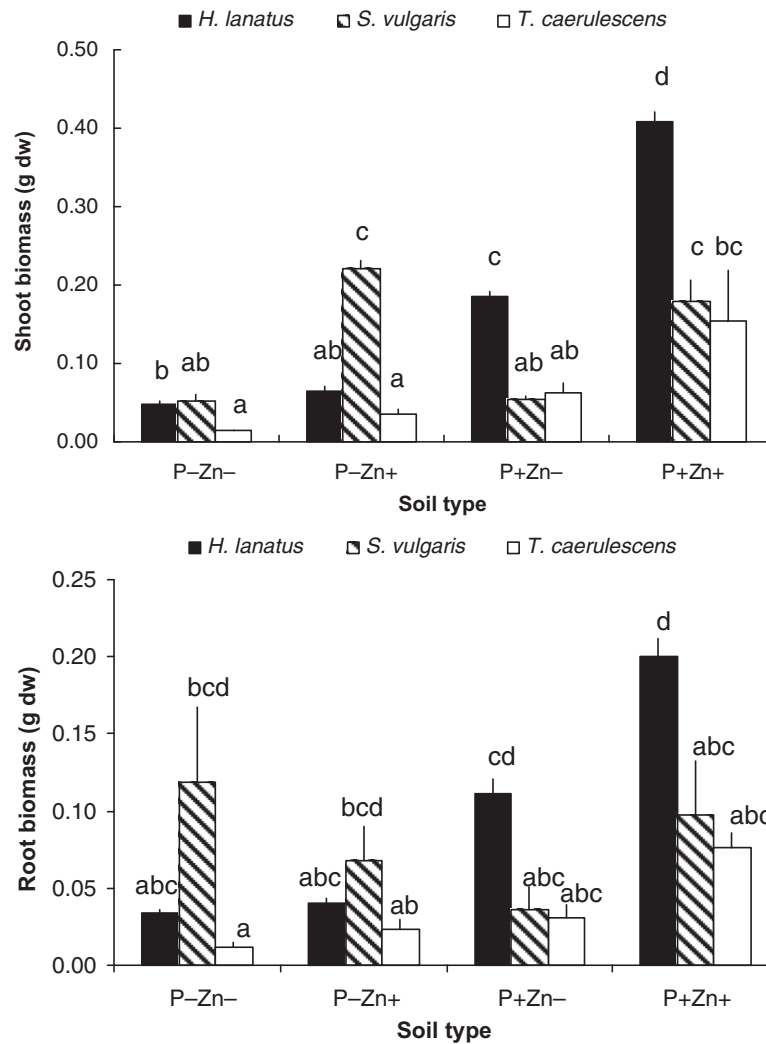 H. lanatus S. vulgaris T. caerulescens
0.50
0.40
0.30
0.20
0.10
0.00
Shoot biomass (g dw)
b ab a
ab c a
c ab ab
d c bc
P–Zn– P–Zn+ P+Zn– P+Zn+
Soil type
H. lanatus S. vulgaris T. caerulescens
0.25
0.20
0.15
0.10
0.05
0.00
Root biomass (g dw)
abc bcd a
abc bcd ab
cd abc abc
d abc abc
P–Zn– P–Zn+ P+Zn– P+Zn+
Soil type